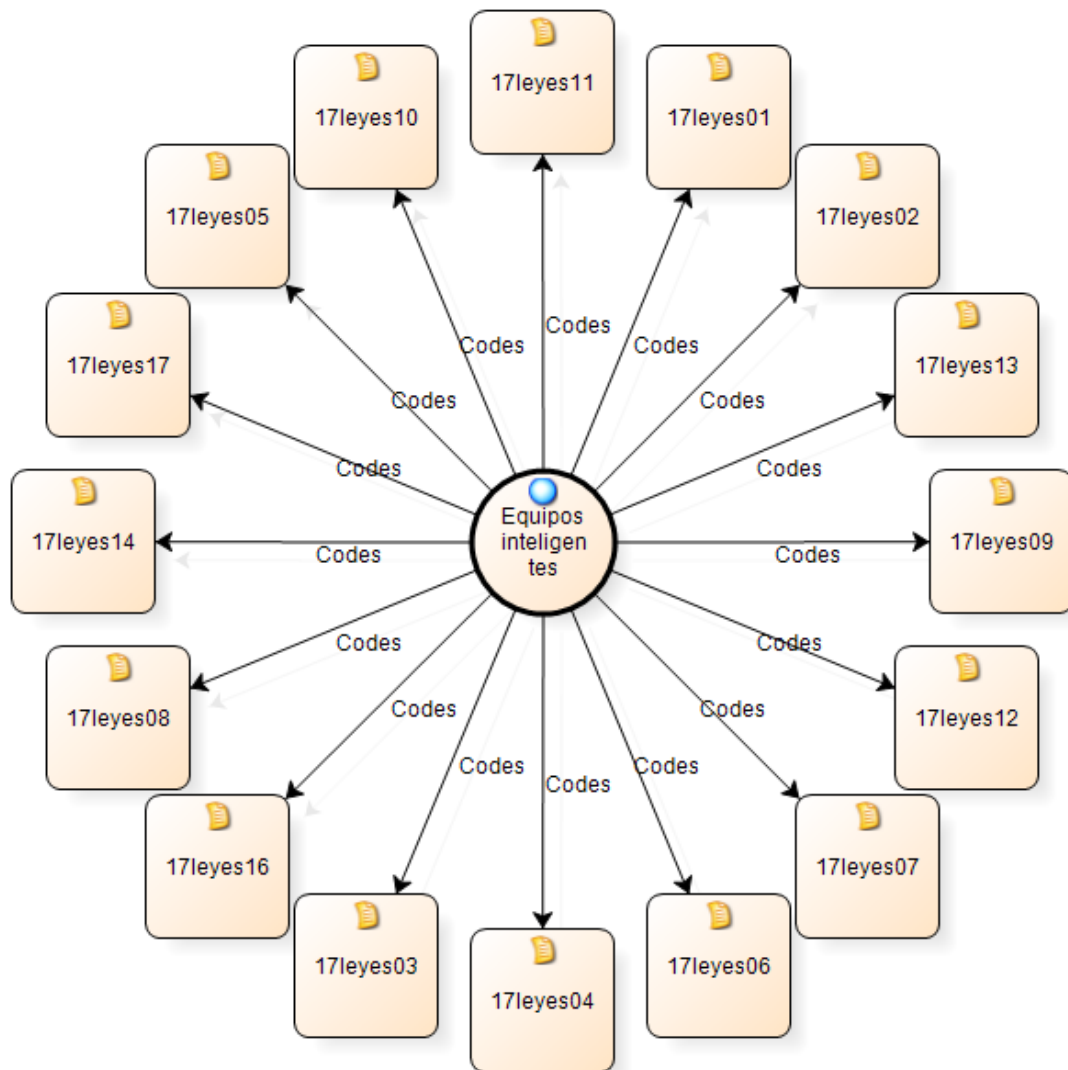 17leyes11
17leyes10
17leyes01
17leyes05
17leyes02
Codes
Codes
Codes
17leyes17
17leyes13
Codes
Codes
Codes
Codes
Equipos
inteligen
tes
17leyes14
17leyes09
Codes
Codes
Codes
Codes
17leyes08
17leyes12
Codes
Codes
Codes
Codes
Codes
17leyes16
17leyes07
17leyes03
17leyes06
17leyes04